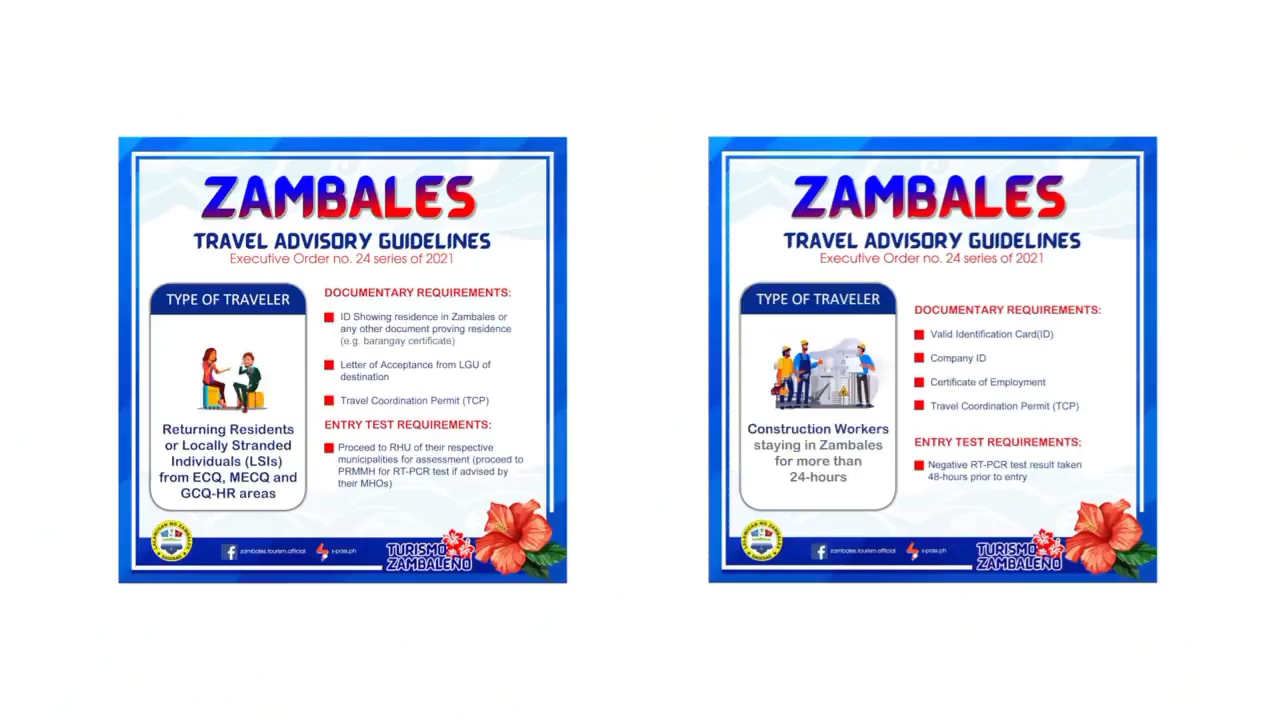 ZAMBALES
TRAVEL ADVISORY GUIDELINES
Executive Order no. 24 series of 2021
TYPE OF TRAVELER
Returning Residents
or Locally Stranded
Individuals (LSIs)
from ECQ, MECQ and
GCQ-HR areas
DOCUMENTARY REQUIREMENTS:
ID Showing residence in Zambales or
any other document proving residence
(e.g. barangay certificate)
Letter of Acceptance from LGU of
destination
Travel Coordination Permit (TCP)
ENTRY TEST REQUIREMENTS:
Proceed to RHU of their respective
municipalities for assessment (proceed to
PRMMH for RT-PCR test if advised by
their MHOs)
zambales.tourism.official
s-pass.ph
TURISMO
ZAMBALEÑO
ZAMBALES
TRAVEL ADVISORY GUIDELINES
Executive Order no. 24 series of 2021
TYPE OF TRAVELER
Construction Workers
staying in Zambales
for more than
24-hours
DOCUMENTARY REQUIREMENTS:
Valid Identification Card(ID)
Company ID
Certificate of Employment
Travel Coordination Permit (TCP)
ENTRY TEST REQUIREMENTS:
Negative RT-PCR test result taken
48-hours prior to entry
zambales.tourism.official
s-pass.ph
TURISMO
ZAMBALEÑO